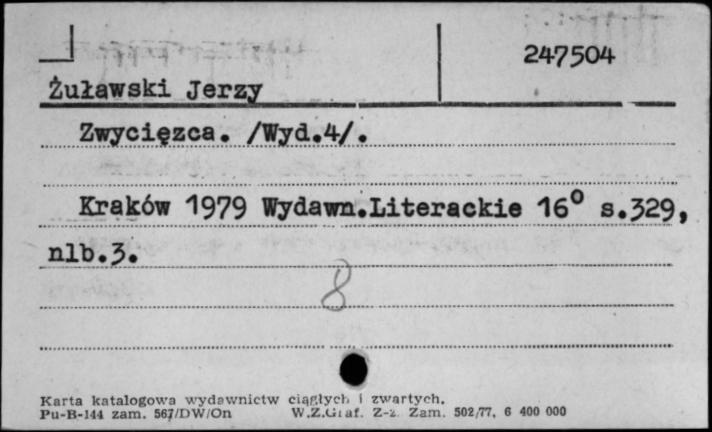 247504
Żuławski Jerzy
Zwycięzca. /Wyd.4/.
Kraków 1979 Wydawn.Literackie 16° s.329,
nlb.3.
8
Karta katalogowa wydawnictw ciągłych i zwartych.
Pu-B-144 zam. 567/DW/On W.Z.Graf. Z-z Zam. 502/77, 6 400 000